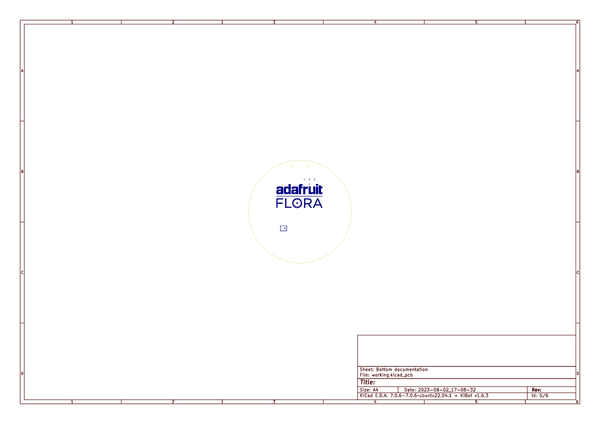 1 2 3 4 5 6
A A
adafruit
FLORA
B B
C C
Sheet: Bottom documentation
File: working.kicad_pcb
D D
Title:
Size: A4 Date: 2023-08-02_17-08-32 Rev:
KiCad E.D.A. 7.0.6-7.0.6~ubuntu22.04.1 + KiBot v1.6.3 Id: 5/6
1 2 3 4 5 6